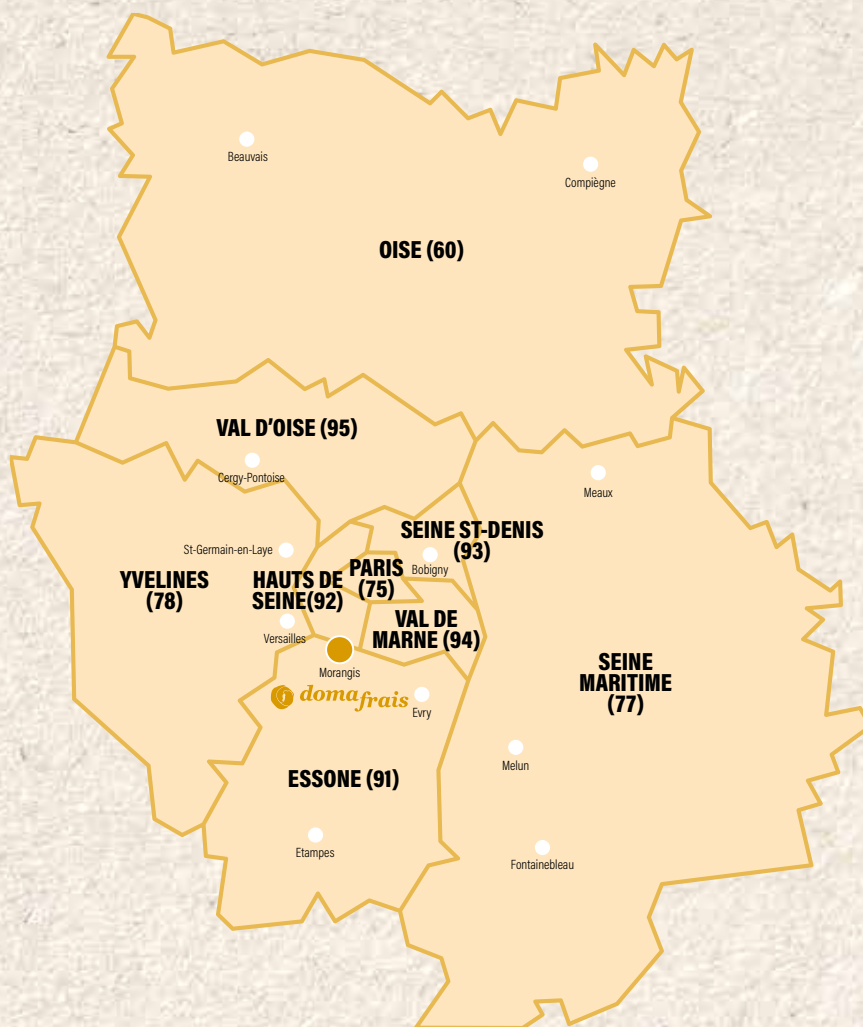 Beauvais
Compiègne
OISE (60)
VAL D'OISE (95)
Cergy-Pontoise
Meaux
SEINE ST-DENIS
(93)
St-Germain-en-Laye
Bobigny
YVELINES
(78)
HAUTS DE
SEINE(92)
PARIS
(75)
VAL DE
MARNE (94)
Versailles
Morangis
domafrais
Evry
SEINE
MARITIME
(77)
Melun
ESSONE (91)
Etampes
Fontainebleau